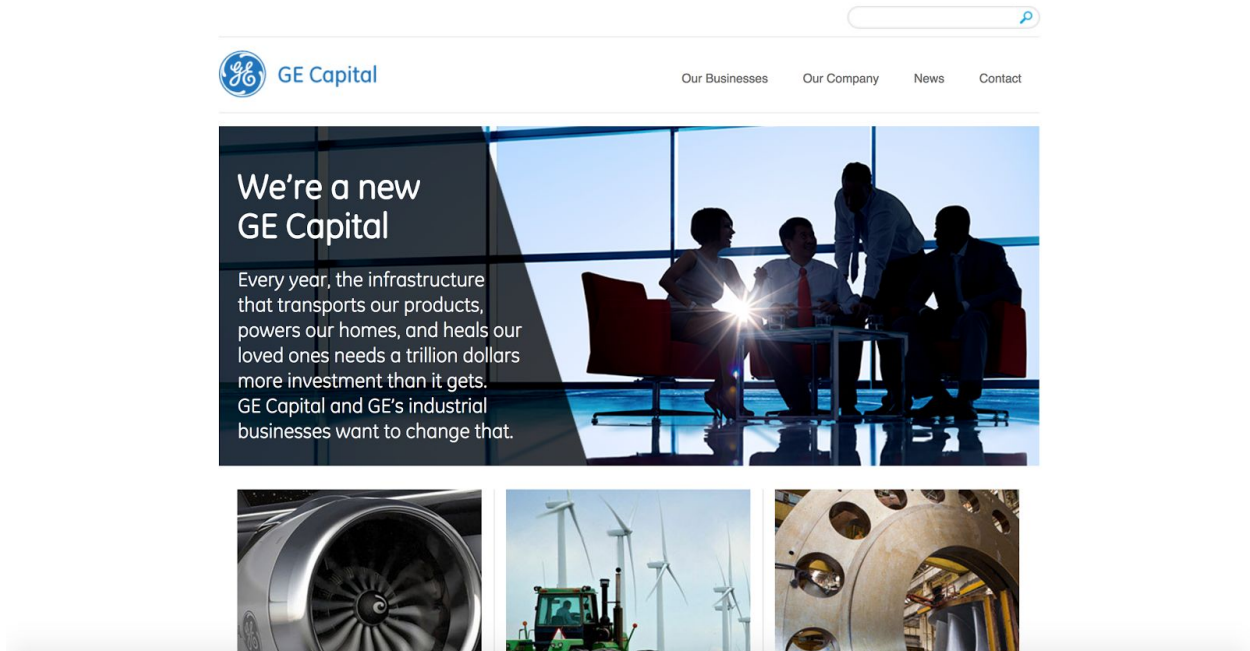 GE Capital
Our Businesses
Our Company
News
Contact
We're a new
GE Capital
Every year, the infrastructure
that transports our products,
powers our homes, and heals our
loved ones needs a trillion dollars
more investment than it gets.
GE Capital and GE's industrial
businesses want to change that.